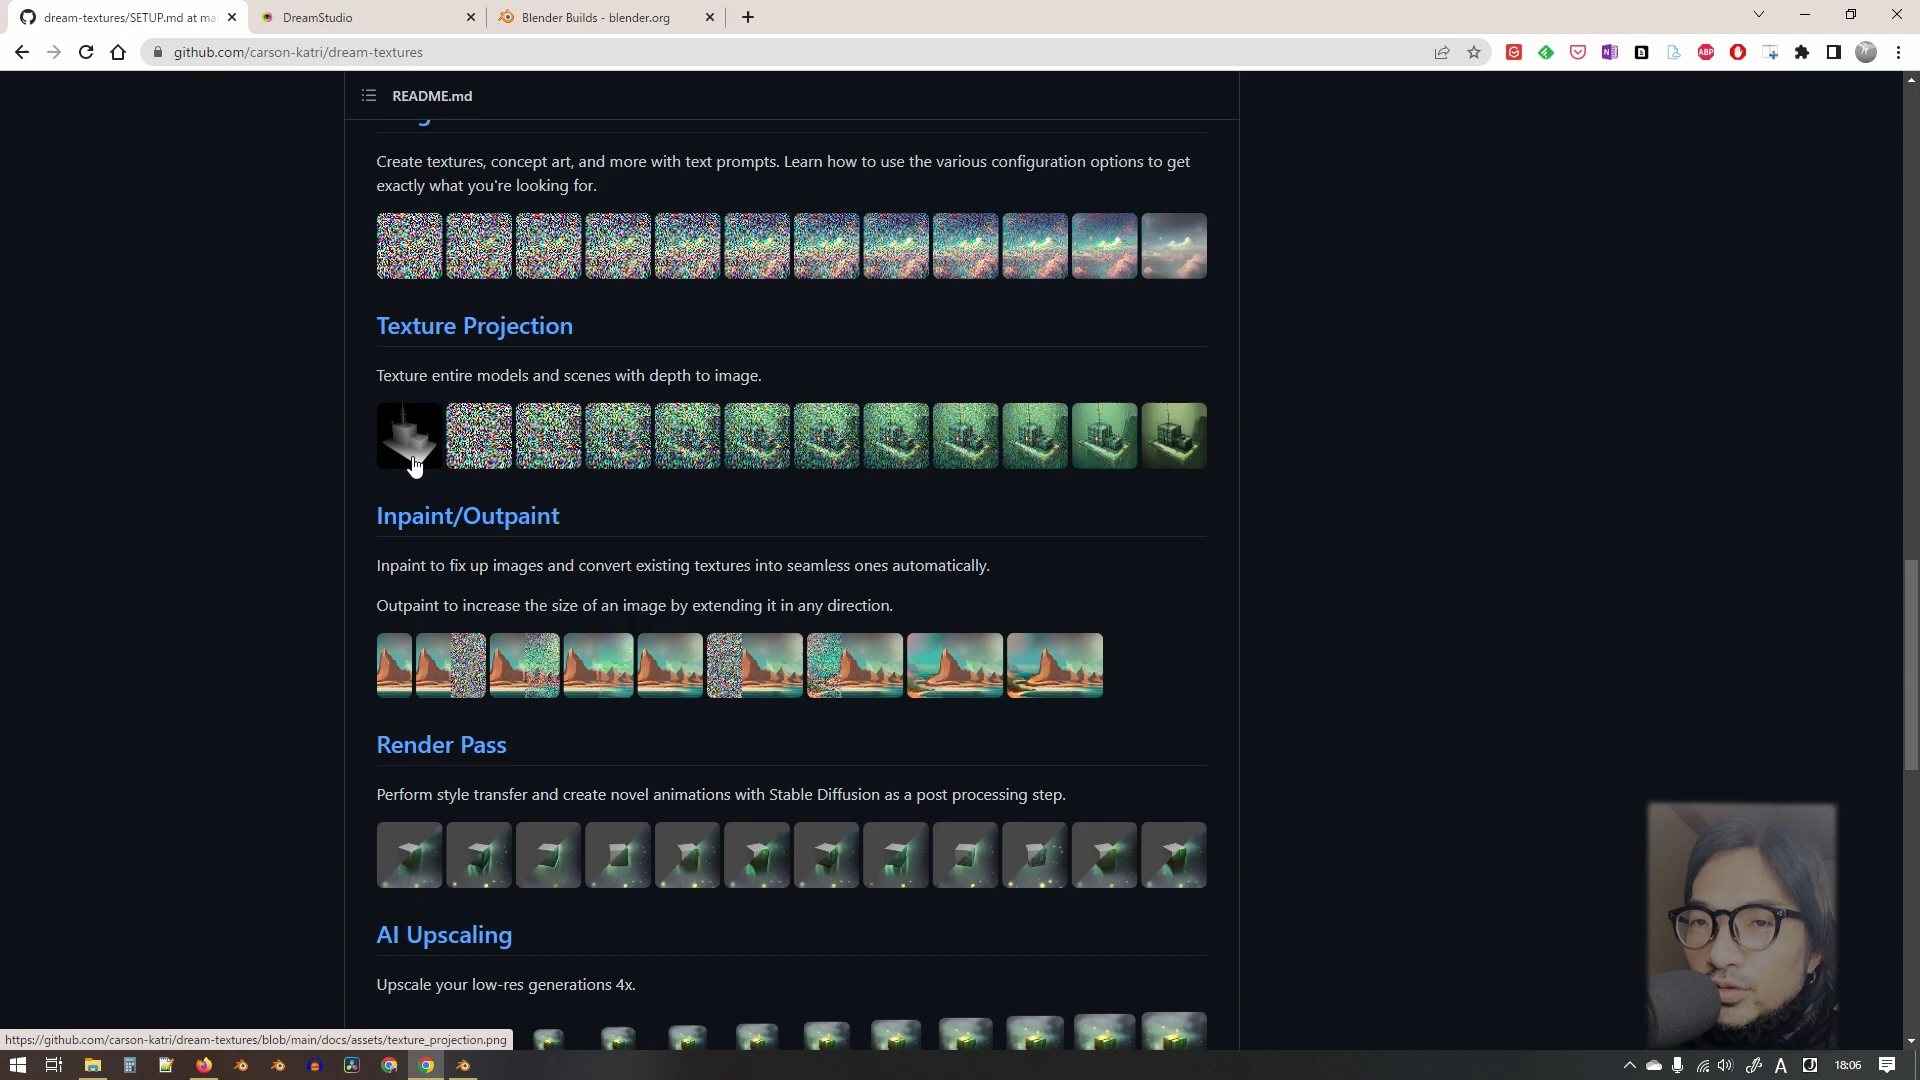 dream-textures/SETUP.md at ma
DreamStudio
Blender Builds - blender.org
github.com/carson-katri/dream-textures
README.md
Create textures, concept art, and more with text prompts. Learn how to use the various configuration options to get
exactly what you're looking for.
Texture Projection
Texture entire models and scenes with depth to image.
Inpaint/Outpaint
Inpaint to fix up images and convert existing textures into seamless ones automatically.
Outpaint to increase the size of an image by extending it in any direction.
Render Pass
Perform style transfer and create novel animations with Stable Diffusion as a post processing step.
AI Upscaling
Upscale your low-res generations 4x.
https://github.com/carson-katri/dream-textures/blob/main/docs/assets/texture_projection.png
A
18:06